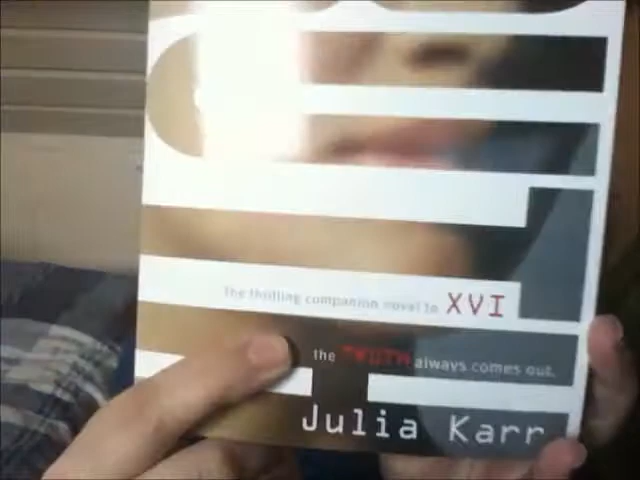 the thrilling companion novel to XVI
the TRUTH always comes out.
Julia Karr